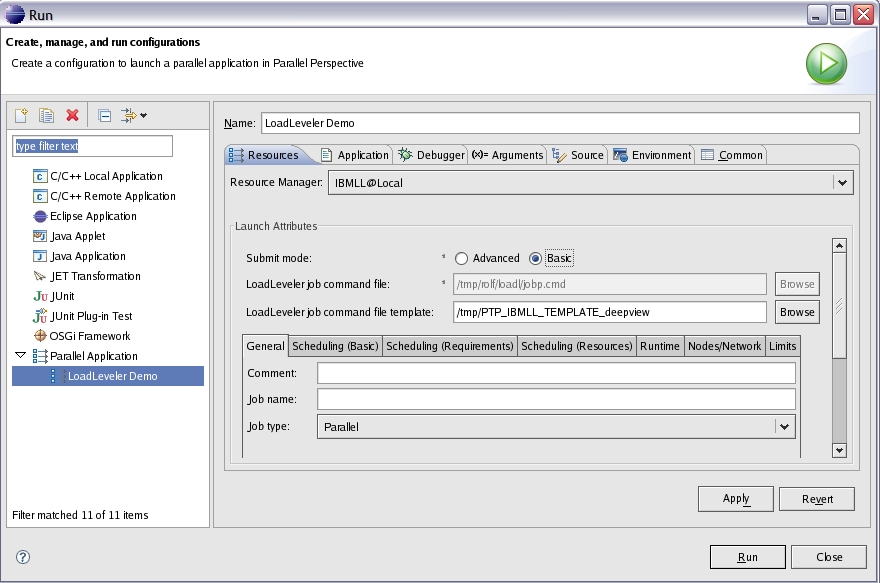 Run
Create, manage, and run configurations
Create a configuration to launch a parallel application in Parallel Perspective
type filter text
C/C++ Local Application
C/C++ Remote Application
Eclipse Application
Java Applet
Java Application
JET Transformation
JUnit
JUnit Plug-in Test
OSGi Framework
Parallel Application
LoadLeveler Demo
Filter matched 11 of 11 items
Name: LoadLeveler Demo
Resources Application Debugger (x)= Arguments Source Environment Common
Resource Manager: IBMLL@Local
Launch Attributes
Submit mode: * Advanced Basic
LoadLeveler job command file: * /tmp/rolf/loadl/jobp.cmd Browse
LoadLeveler job command file template: /tmp/PTP_IBMLL_TEMPLATE_deepview Browse
General Scheduling (Basic) Scheduling (Requirements) Scheduling (Resources) Runtime Nodes/Network Limits
Comment:
Job name:
Job type: Parallel
Apply Revert
Run Close